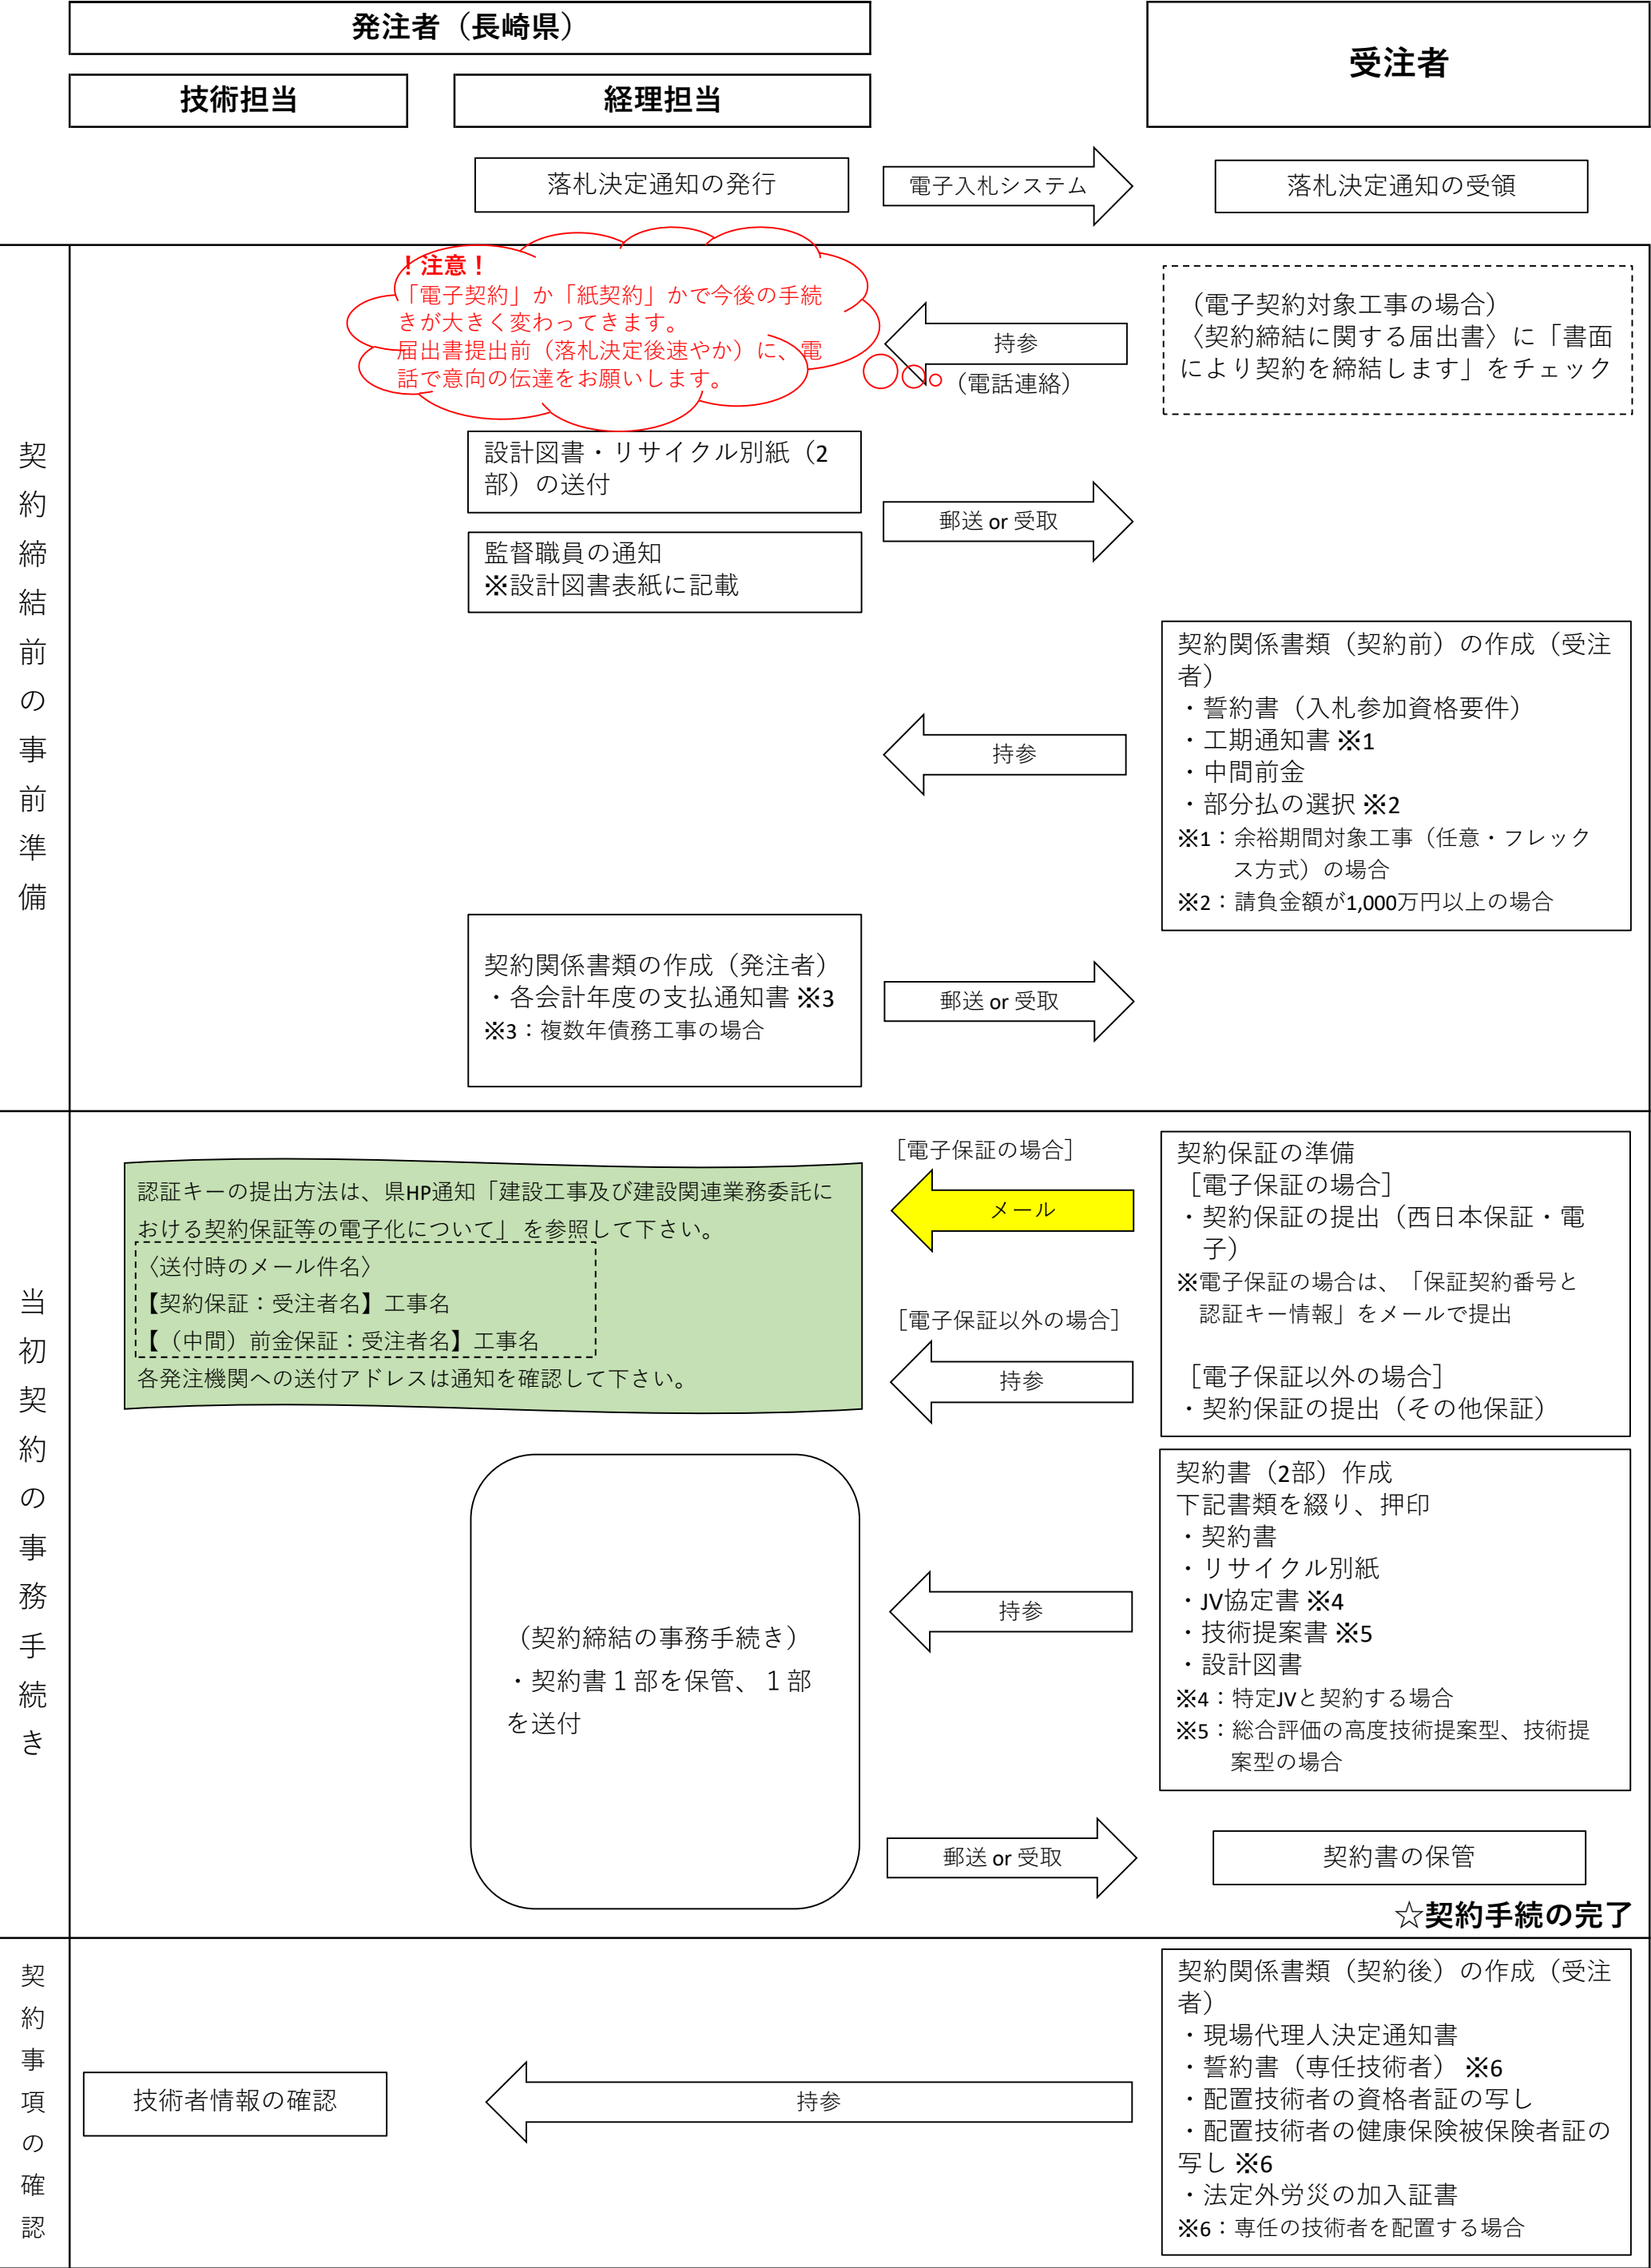 発注者（長崎県）
受注者
技術担当
経理担当
落札決定通知の発行
電子入札システム
落札決定通知の受領
契約締結前の事前準備
！注意！
「電子契約」か「紙契約」かで今後の手続
きが大きく変わってきます。
届出書提出前（落札決定後速やか）に、電
話で意向の伝達をお願いします。
持参
（電話連絡）
（電子契約対象工事の場合）
〈契約締結に関する届出書〉に「書面
により契約を締結します」をチェック
設計図書・リサイクル別紙（2
部）の送付
郵送 or 受取
監督職員の通知
※設計図書表紙に記載
契約関係書類（契約前）の作成（受注
者）
・誓約書（入札参加資格要件）
・工期通知書 ※1
・中間前金
・部分払の選択 ※2
※1：余裕期間対象工事（任意・フレック
ス方式）の場合
※2：請負金額が1,000万円以上の場合
持参
契約関係書類の作成（発注者）
・各会計年度の支払通知書 ※3
※3：複数年債務工事の場合
郵送 or 受取
当初契約の事務手続き
認証キーの提出方法は、県HP通知「建設工事及び建設関連業務委託に
おける契約保証等の電子化について」を参照して下さい。
〈送付時のメール件名〉
【契約保証：受注者名】工事名
【（中間）前金保証：受注者名】工事名
各発注機関への送付アドレスは通知を確認して下さい。
［電子保証の場合］
メール
［電子保証以外の場合］
持参
契約保証の準備
［電子保証の場合］
・契約保証の提出（西日本保証・電
子）
※電子保証の場合は、「保証契約番号と
認証キー情報」をメールで提出
［電子保証以外の場合］
・契約保証の提出（その他保証）
契約書（2部）作成
下記書類を綴り、押印
・契約書
・リサイクル別紙
・JV協定書 ※4
・技術提案書 ※5
・設計図書
※4：特定JVと契約する場合
※5：総合評価の高度技術提案型、技術提
案型の場合
持参
（契約締結の事務手続き）
・契約書１部を保管、１部
を送付
郵送 or 受取
契約書の保管
☆契約手続の完了
契約事項の確認
技術者情報の確認
持参
契約関係書類（契約後）の作成（受注
者）
・現場代理人決定通知書
・誓約書（専任技術者） ※6
・配置技術者の資格者証の写し
・配置技術者の健康保険被保険者証の
写し ※6
・法定外労災の加入証書
※6：専任の技術者を配置する場合